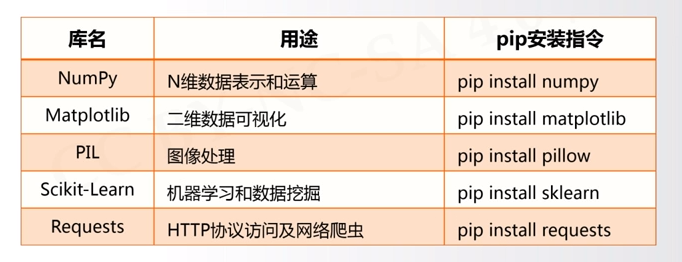 库名 用途 pip安装指令
NumPy N维数据表示和运算 pip install numpy
Matplotlib 二维数据可视化 pip install matplotlib
PIL 图像处理 pip install pillow
Scikit-Learn 机器学习和数据挖掘 pip install sklearn
Requests HTTP协议访问及网络爬虫 pip install requests